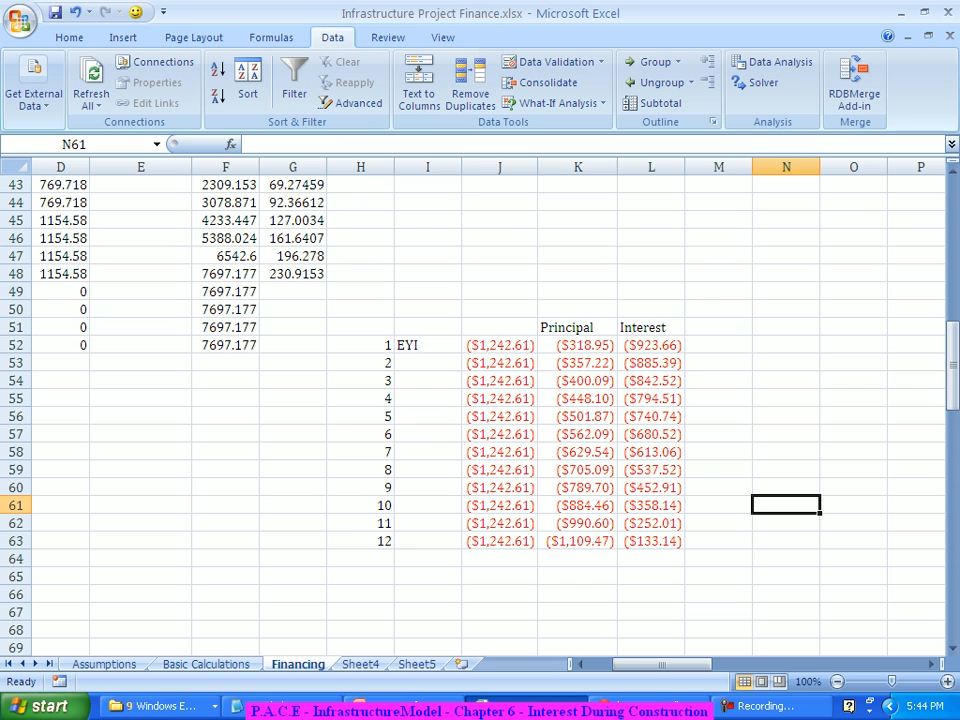 Infrastructure Project Finance.xlsx - Microsoft Excel
Home Insert Page Layout Formulas Data Review View
Get External Data
Refresh All
Connections
Properties
Edit Links
Connections
Sort
Filter
Clear
Reapply
Advanced
Sort & Filter
Text to Columns
Remove Duplicates
Data Validation
Consolidate
What-If Analysis
Data Tools
Group
Ungroup
Subtotal
Outline
Data Analysis
Solver
Analysis
RDBMerge Add-in
Merge
N61 fx
D E F G H I J K L M N O P
43 769.718 2309.153 69.27459
44 769.718 3078.871 92.36612
45 1154.58 4233.447 127.0034
46 1154.58 5388.024 161.6407
47 1154.58 6542.6 196.278
48 1154.58 7697.177 230.9153
49 0 7697.177
50 0 7697.177
51 0 7697.177 Principal Interest
52 0 7697.177 1 EYI ($1,242.61) ($318.95) ($923.66)
53 2 ($1,242.61) ($357.22) ($885.39)
54 3 ($1,242.61) ($400.09) ($842.52)
55 4 ($1,242.61) ($448.10) ($794.51)
56 5 ($1,242.61) ($501.87) ($740.74)
57 6 ($1,242.61) ($562.09) ($680.52)
58 7 ($1,242.61) ($629.54) ($613.06)
59 8 ($1,242.61) ($705.09) ($537.52)
60 9 ($1,242.61) ($789.70) ($452.91)
61 10 ($1,242.61) ($884.46) ($358.14)
62 11 ($1,242.61) ($990.60) ($252.01)
63 12 ($1,242.61) ($1,109.47) ($133.14)
64
65
66
67
68
69
Assumptions Basic Calculations Financing Sheet4 Sheet5
Ready 100%
start 9 Windows E... Recording... 5:44 PM
P.A.C.E - InfrastructureModel - Chapter 6 - Interest During Construction